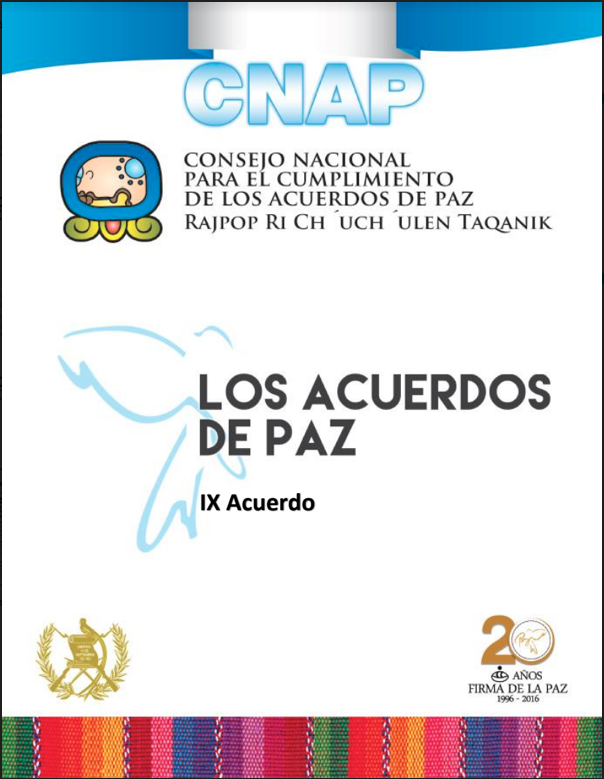 CNAP
CONSEJO NACIONAL
PARA EL CUMPLIMIENTO
DE LOS ACUERDOS DE PAZ
RAJPOP RI CH ´UCH ´ULEN TAQANIK
LOS ACUERDOS
DE PAZ
IX Acuerdo
20
AÑOS
FIRMA DE LA PAZ
1996 - 2016